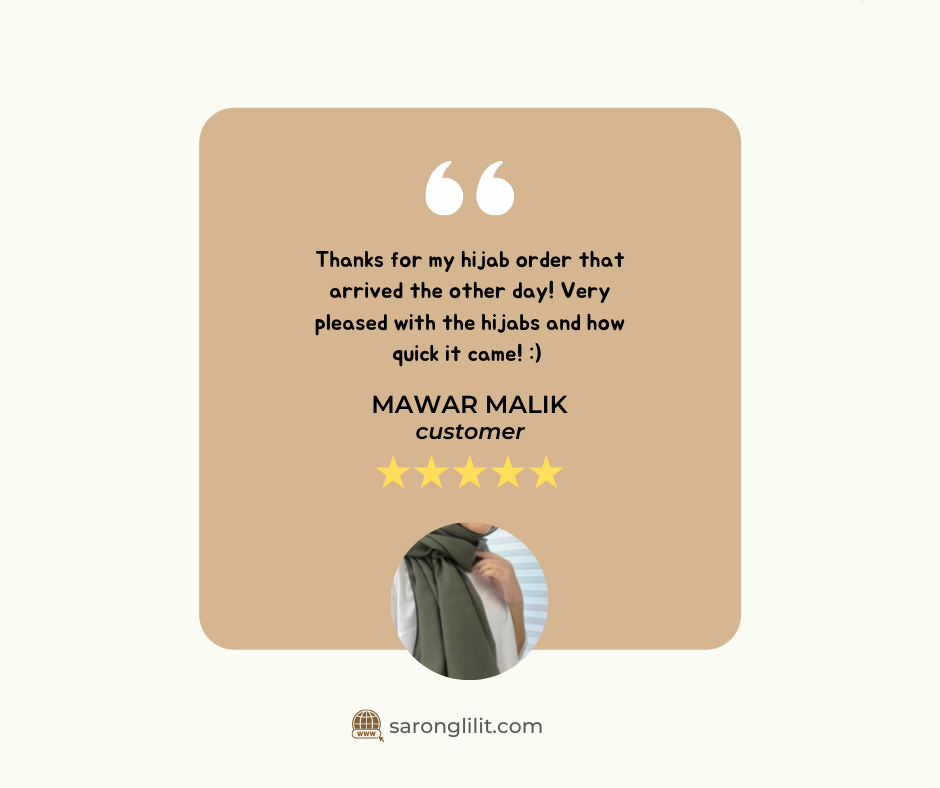 Thanks for my hijab order that
arrived the other day! Very
pleased with the hijabs and how
quick it came! :)
MAWAR MALIK
customer
WWW
saronglilit.com